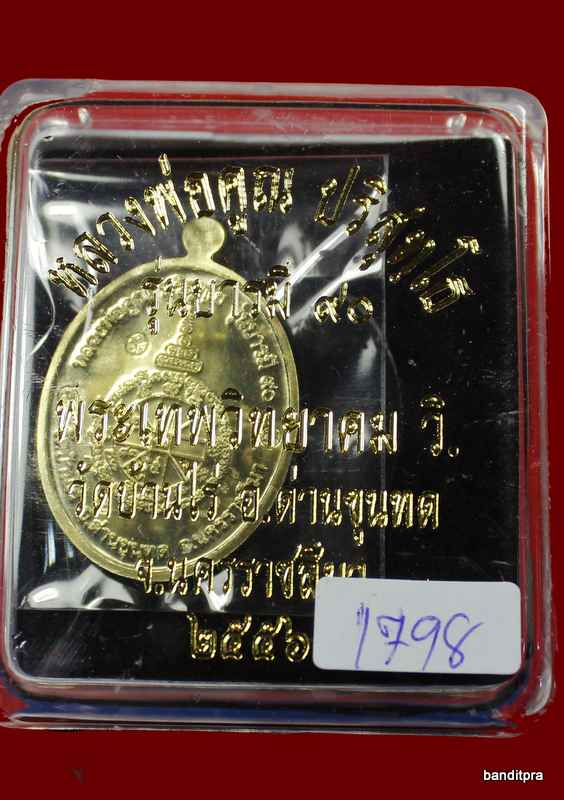 หลวงพ่อคูณ ปริสุทฺโธ
รุ่นบารมี ๙๐
พระเทพวิทยาคม วิ.
วัดบ้านไร่ อ.ด่านขุนทด
จ.นครราชสีมา
๒๕๕๖
1798
banditpra